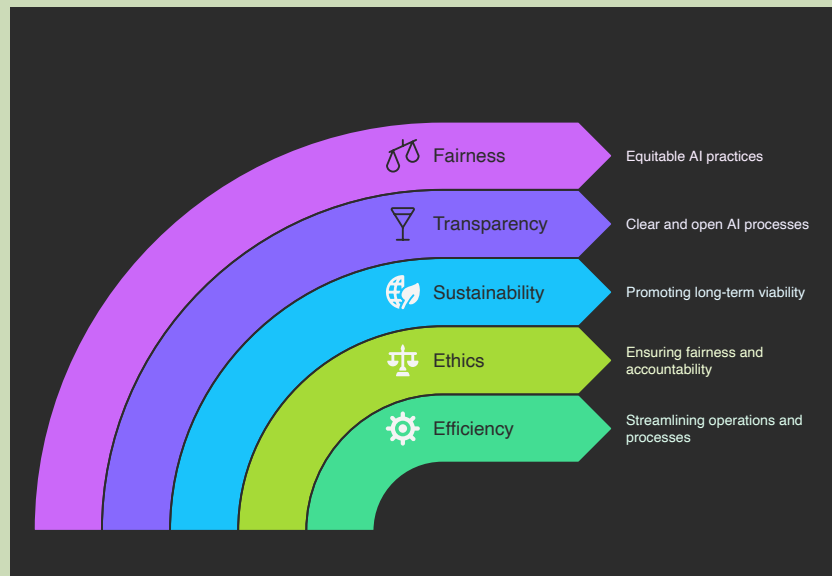 Fairness
Equitable AI practices
Transparency
Clear and open AI processes
Sustainability
Promoting long-term viability
Ethics
Ensuring fairness and
accountability
Efficiency
Streamlining operations and
processes